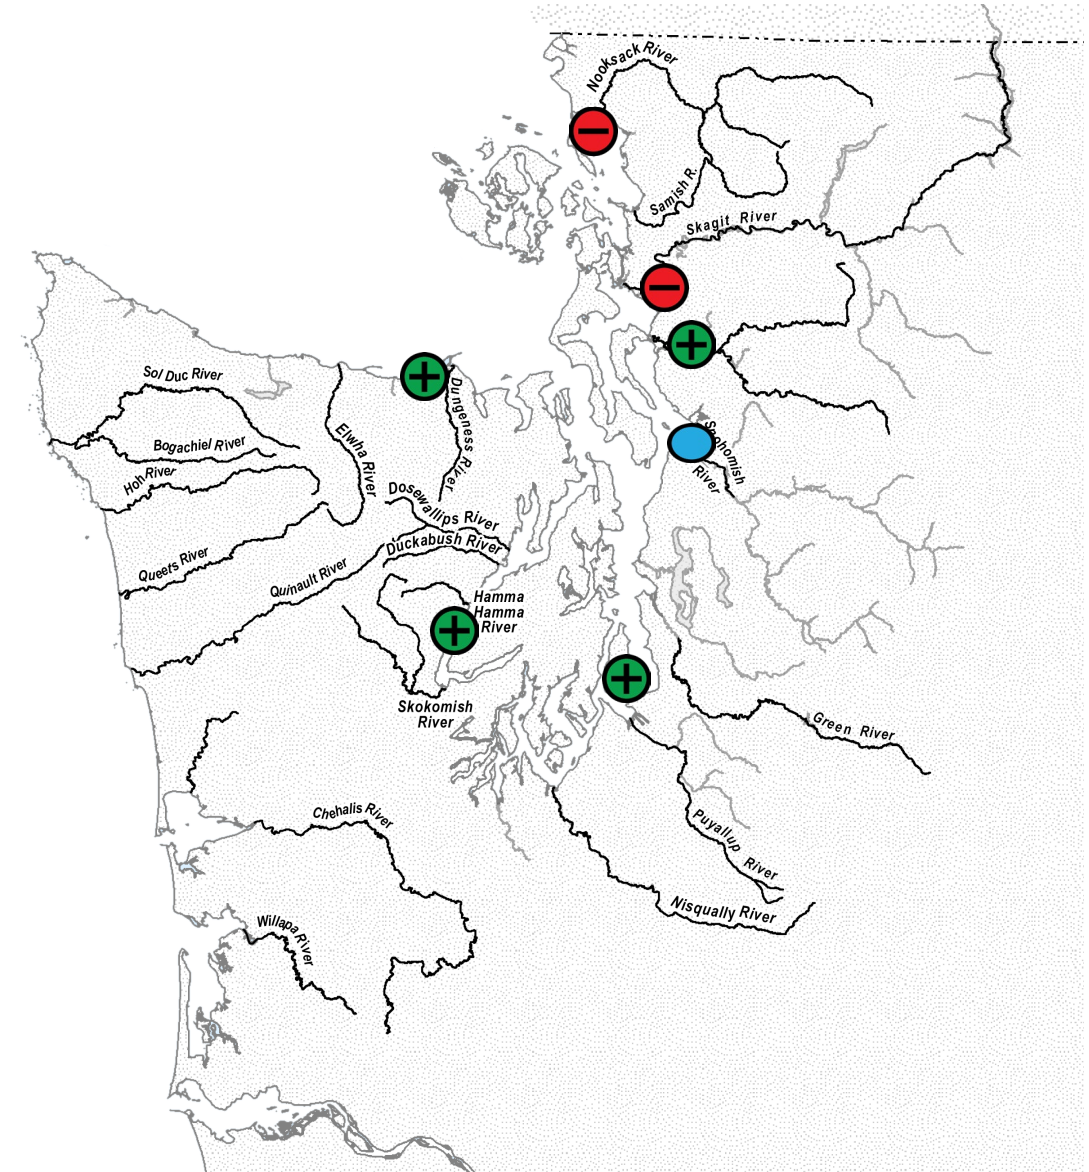 Nooksack River
Samish R.
Skagit River
Sol Duc River
Bogachiel River
Hoh River
Elwha River
Dungeness River
Snohomish
River
Dosewallips River
Duckabush River
Queets River
Quinault River
Hamma
Hamma
River
Skokomish
River
Green River
Chehalis River
Puyallup
River
Nisqually River
Willapa River